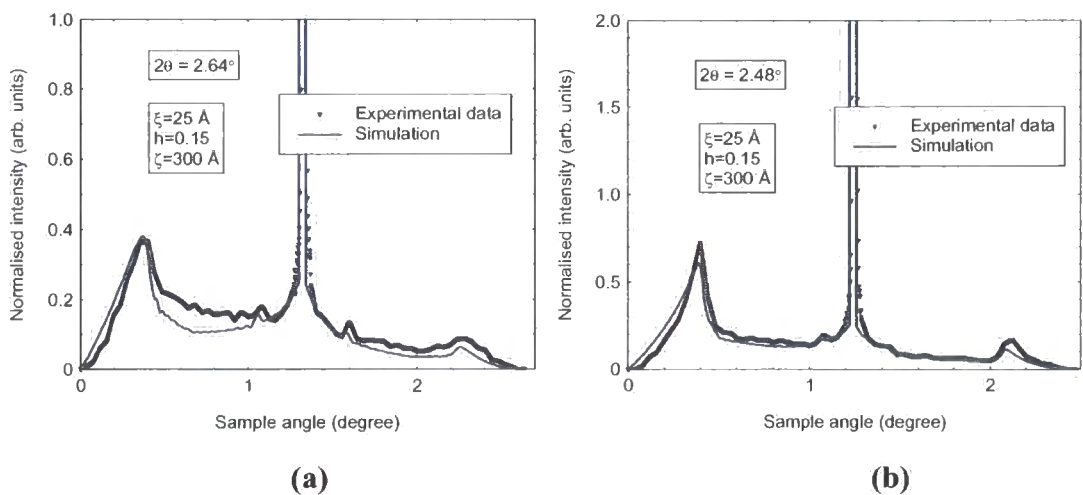 Normalised intensity (arb. units)
1.0
0.8
0.6
0.4
0.2
0
0
1
2
Sample angle (degree)
2θ = 2.64°
ξ=25 Å
h=0.15
ζ=300 Å
Experimental data
Simulation
(a)
Normalised intensity (arb. units)
2.0
1.5
1.0
0.5
0
0
1
2
Sample angle (degree)
2θ = 2.48°
ξ=25 Å
h=0.15
ζ=300 Å
Experimental data
Simulation
(b)